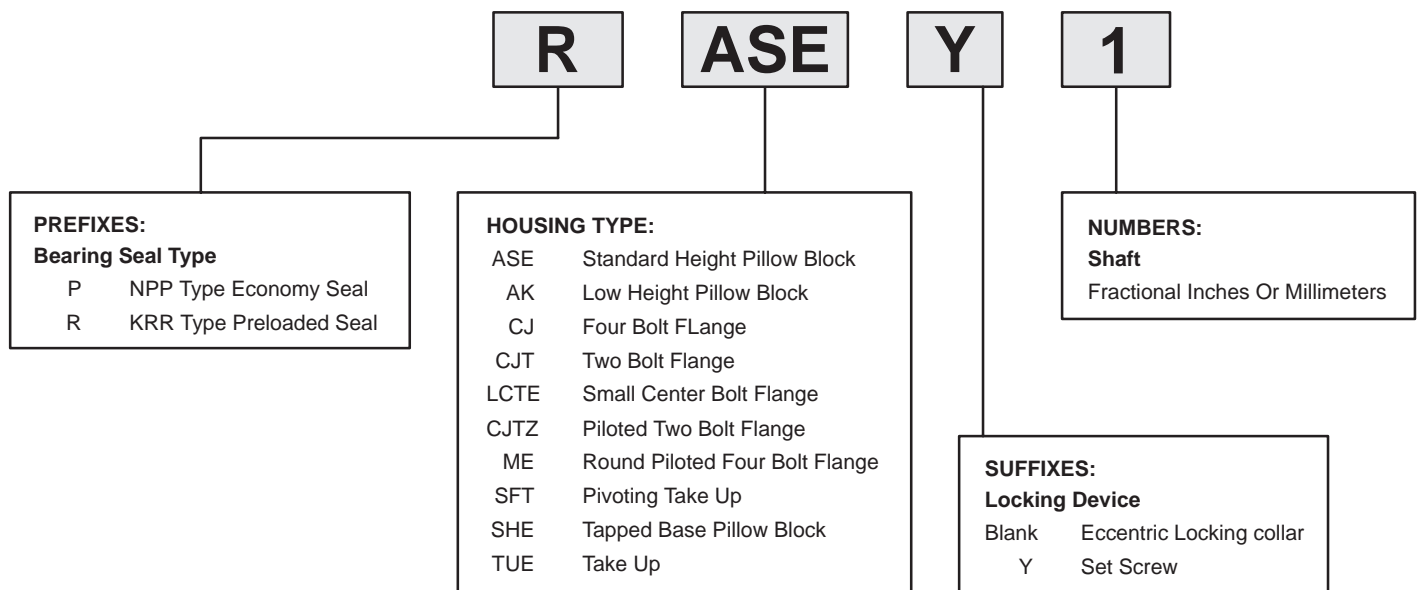 R ASE Y 1
PREFIXES:
Bearing Seal Type
P NPP Type Economy Seal
R KRR Type Preloaded Seal
HOUSING TYPE:
ASE Standard Height Pillow Block
AK Low Height Pillow Block
CJ Four Bolt FLange
CJT Two Bolt Flange
LCTE Small Center Bolt Flange
CJTZ Piloted Two Bolt Flange
ME Round Piloted Four Bolt Flange
SFT Pivoting Take Up
SHE Tapped Base Pillow Block
TUE Take Up
NUMBERS:
Shaft
Fractional Inches Or Millimeters
SUFFIXES:
Locking Device
Blank Eccentric Locking collar
Y Set Screw